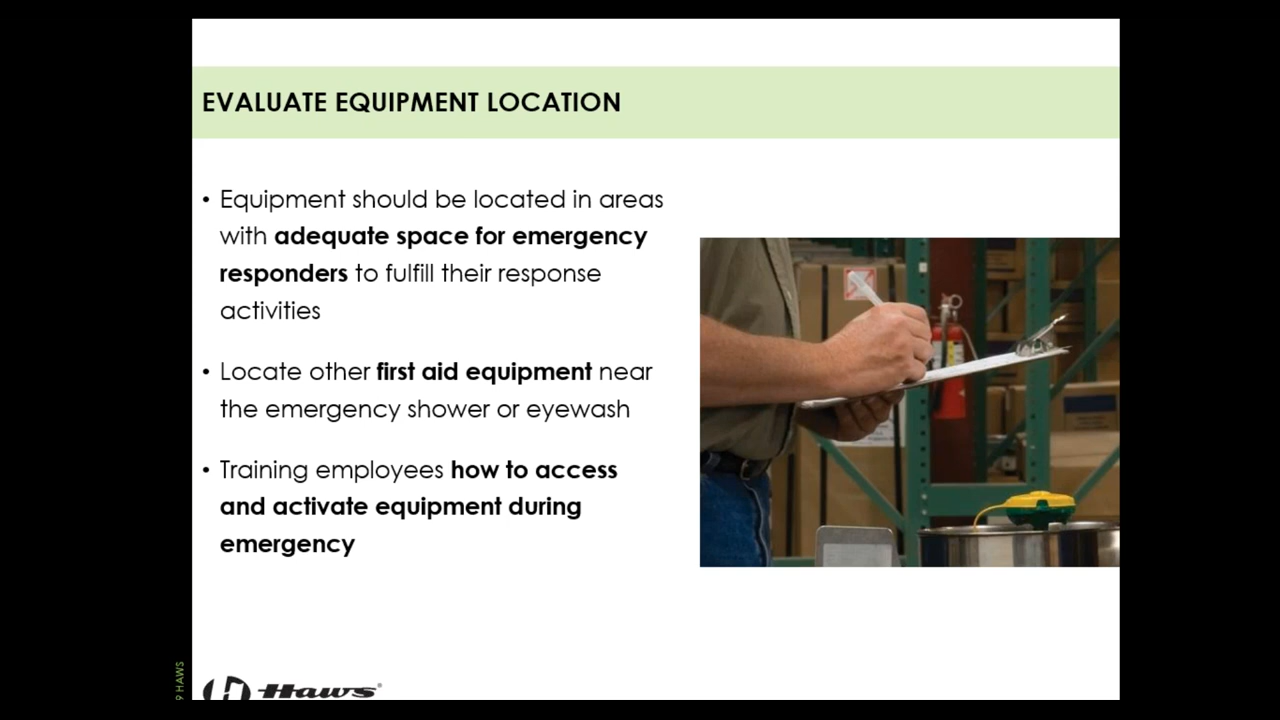 EVALUATE EQUIPMENT LOCATION
• Equipment should be located in areas
with adequate space for emergency
responders to fulfill their response
activities
• Locate other first aid equipment near
the emergency shower or eyewash
• Training employees how to access
and activate equipment during
emergency
9 HAWS
Haws®